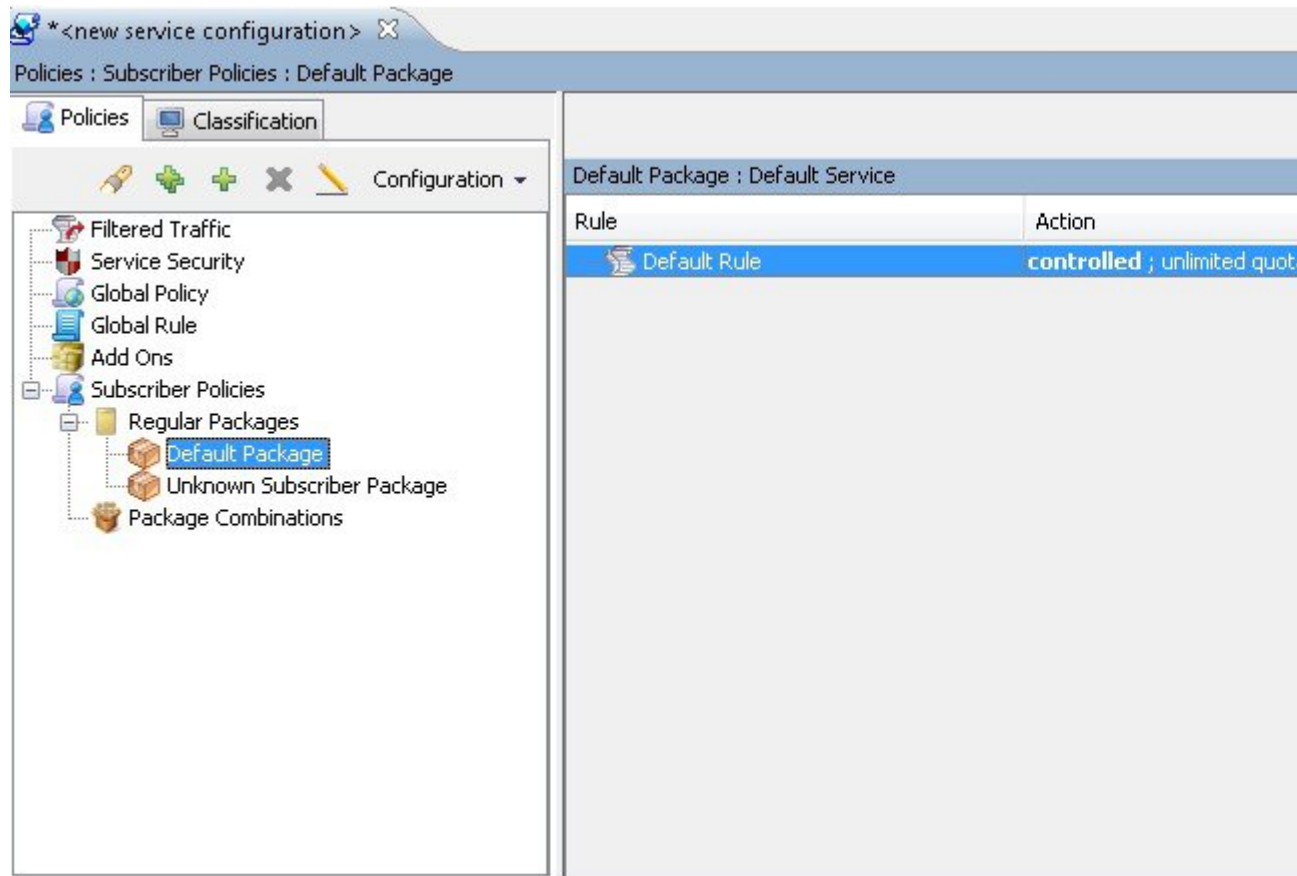 *<new service configuration>
Policies : Subscriber Policies : Default Package
Policies
Classification
Configuration
Default Package : Default Service
Rule
Action
Default Rule
controlled ; unlimited quot
Filtered Traffic
Service Security
Global Policy
Global Rule
Add Ons
Subscriber Policies
Regular Packages
Default Package
Unknown Subscriber Package
Package Combinations